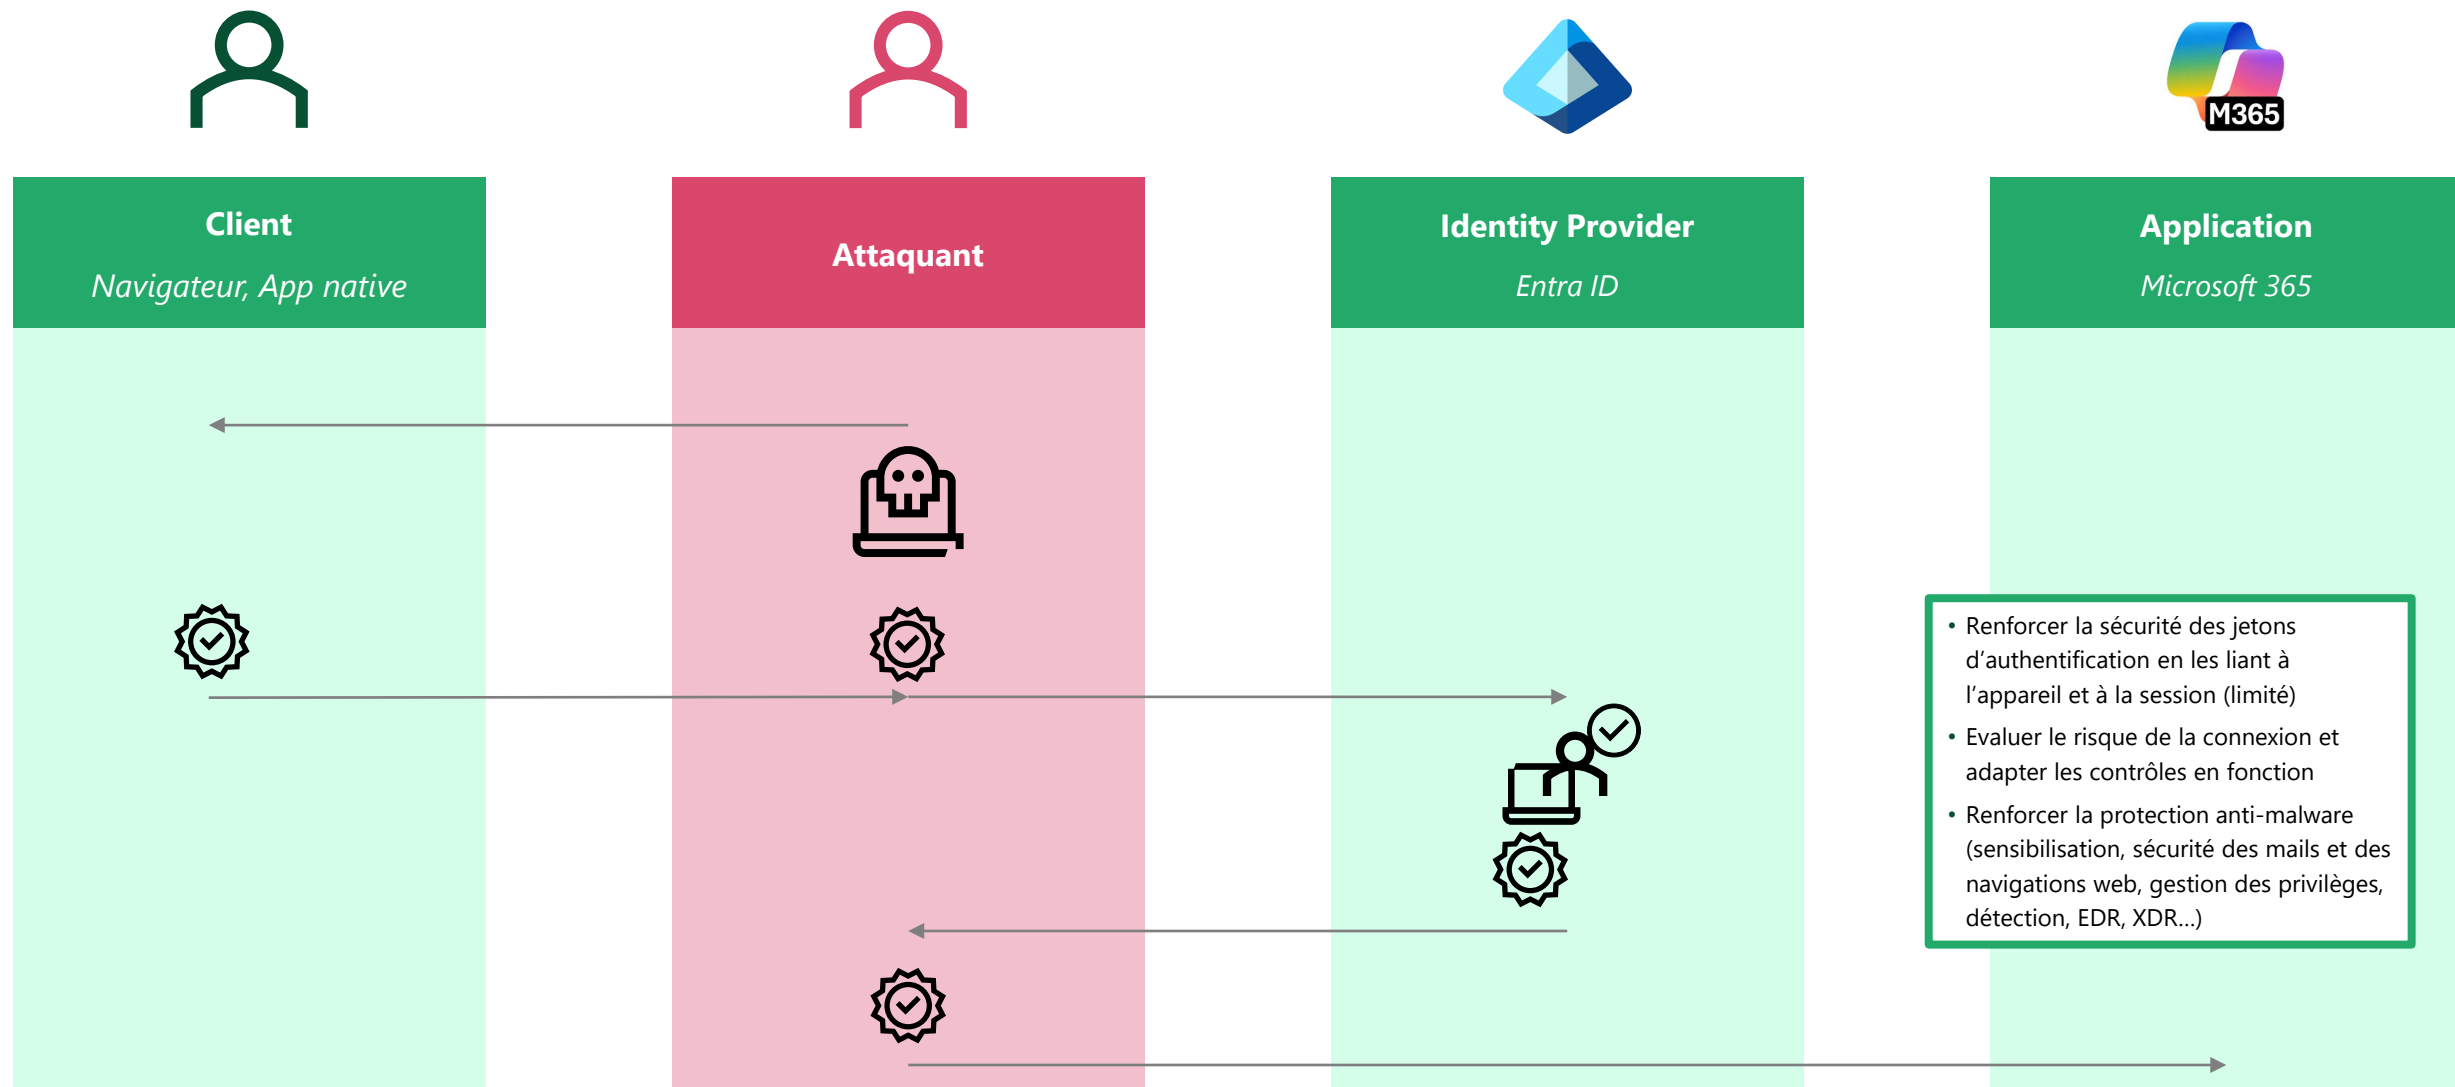 M365
Client
Navigateur, App native
Attaquant
Identity Provider
Entra ID
Application
Microsoft 365
• Renforcer la sécurité des jetons
d’authentification en les liant à
l’appareil et à la session (limité)
• Evaluer le risque de la connexion et
adapter les contrôles en fonction
• Renforcer la protection anti-malware
(sensibilisation, sécurité des mails et des
navigations web, gestion des privilèges,
détection, EDR, XDR…)